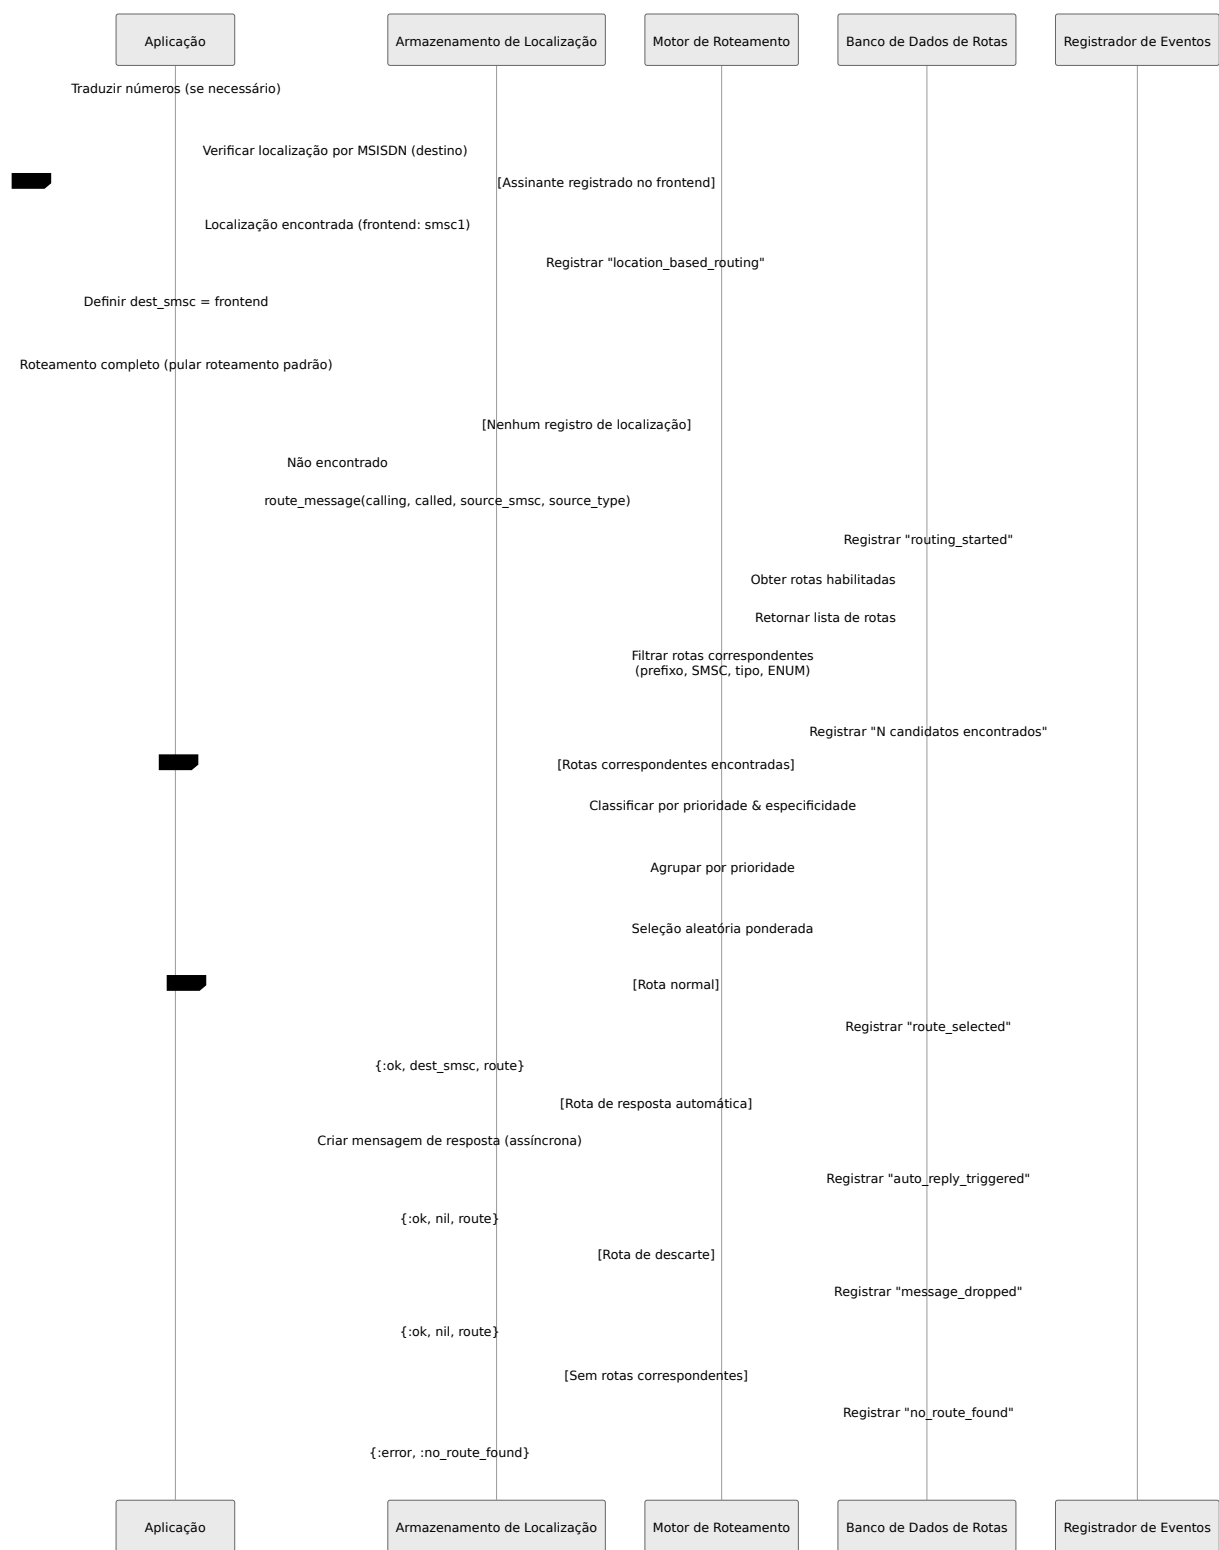 Aplicação
Armazenamento de Localização
Motor de Roteamento
Banco de Dados de Rotas
Registrador de Eventos
Traduzir números (se necessário)
Verificar localização por MSISDN (destino)
[Assinante registrado no frontend]
Localização encontrada (frontend: smsc1)
Registrar "location_based_routing"
Definir dest_smsc = frontend
Roteamento completo (pular roteamento padrão)
[Nenhum registro de localização]
Não encontrado
route_message(calling, called, source_smsc, source_type)
Registrar "routing_started"
Obter rotas habilitadas
Retornar lista de rotas
Filtrar rotas correspondentes
(prefixo, SMSC, tipo, ENUM)
Registrar "N candidatos encontrados"
[Rotas correspondentes encontradas]
Classificar por prioridade & especificidade
Agrupar por prioridade
Seleção aleatória ponderada
[Rota normal]
Registrar "route_selected"
{:ok, dest_smsc, route}
[Rota de resposta automática]
Criar mensagem de resposta (assíncrona)
Registrar "auto_reply_triggered"
{:ok, nil, route}
[Rota de descarte]
Registrar "message_dropped"
{:ok, nil, route}
[Sem rotas correspondentes]
Registrar "no_route_found"
{:error, :no_route_found}
Aplicação
Armazenamento de Localização
Motor de Roteamento
Banco de Dados de Rotas
Registrador de Eventos